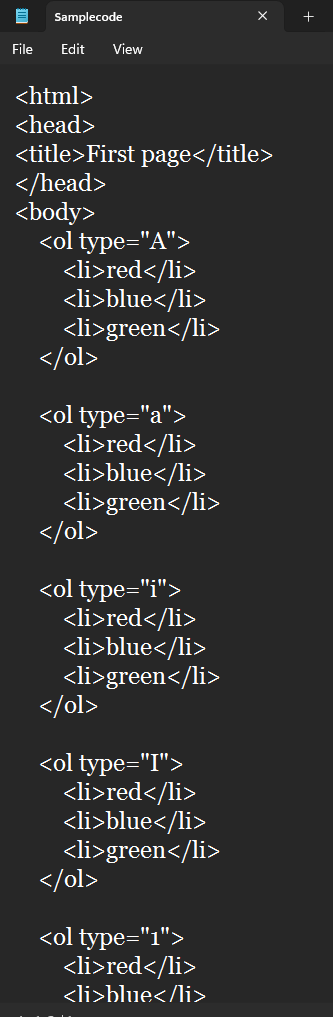 Samplecode
File Edit View
<html>
<head>
<title>First page</title>
</head>
<body>
<ol type="A">
<li>red</li>
<li>blue</li>
<li>green</li>
</ol>
<ol type="a">
<li>red</li>
<li>blue</li>
<li>green</li>
</ol>
<ol type="i">
<li>red</li>
<li>blue</li>
<li>green</li>
</ol>
<ol type="I">
<li>red</li>
<li>blue</li>
<li>green</li>
</ol>
<ol type="1">
<li>red</li>
<li>blue</li>